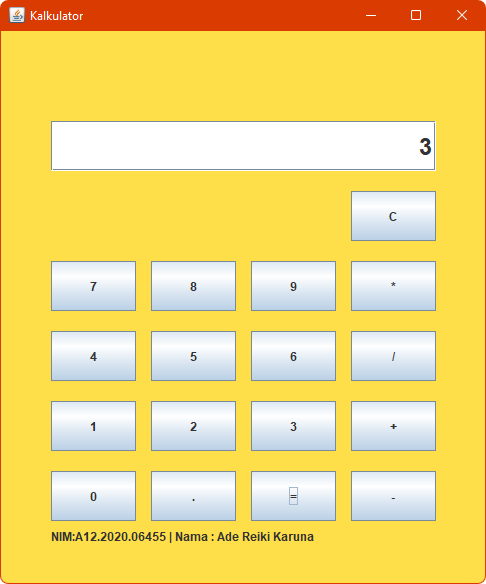 Kalkulator
3
C
7 8 9 *
4 5 6 /
1 2 3 +
0 . = -
NIM:A12.2020.06455 | Nama : Ade Reiki Karuna